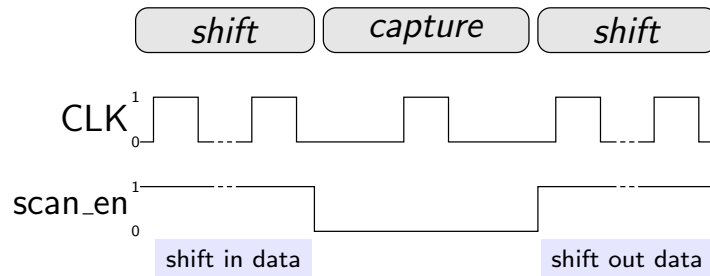 shift capture shift
CLK 1
0
scan_en 1
0
shift in data shift out data